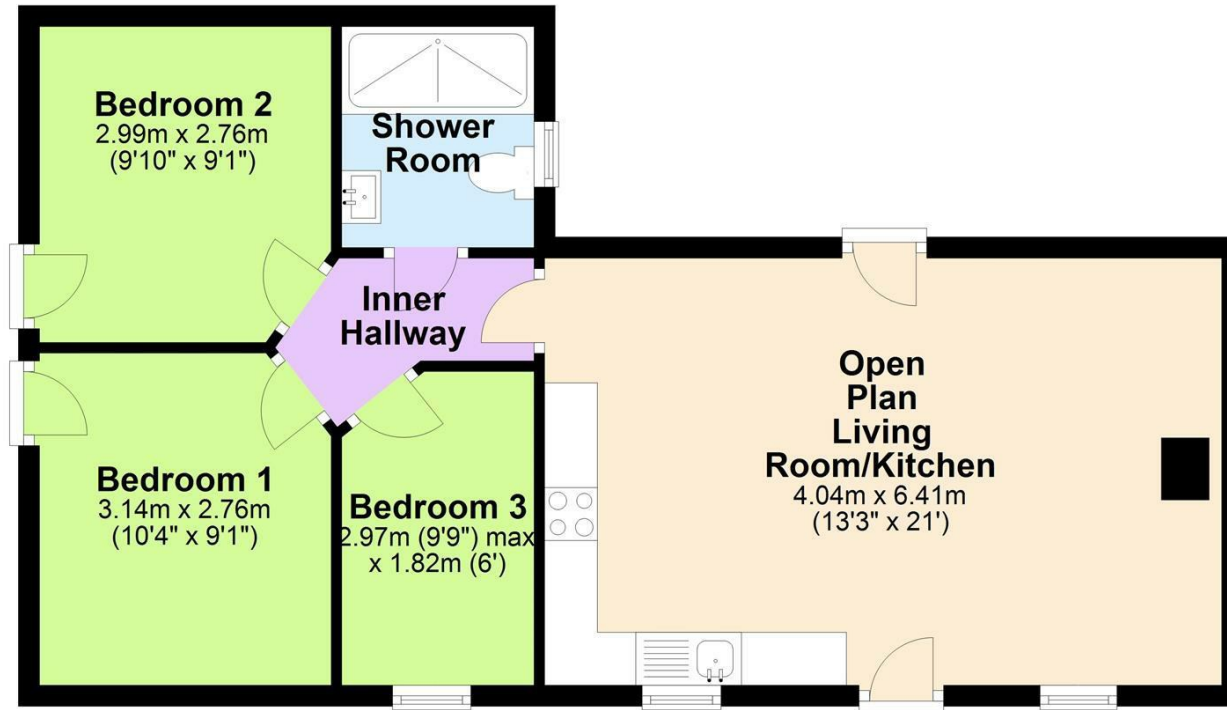 Bedroom 2
2.99m x 2.76m
(9'10" x 9'1")
Shower
Room
Inner
Hallway
Open
Plan
Living
Room/Kitchen
4.04m x 6.41m
(13'3" x 21')
Bedroom 1
3.14m x 2.76m
(10'4" x 9'1")
Bedroom 3
2.97m (9'9") max
x 1.82m (6')